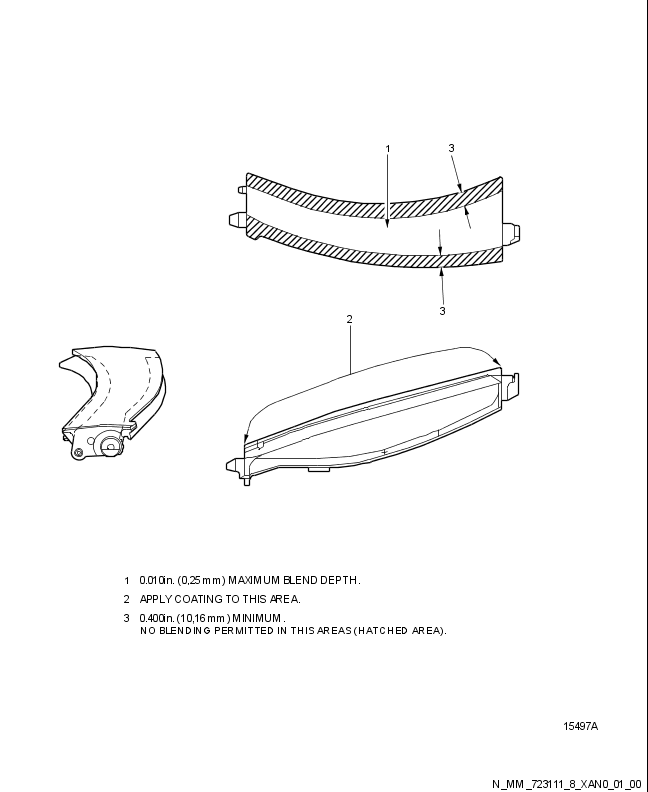 1
3
3
2
1 0.010in. (0,25 mm) MAXIMUM BLEND DEPTH.
2 APPLY COATING TO THIS AREA.
3 0.400in. (10,16 mm) MINIMUM.
NO BLENDING PERMITTED IN THIS AREAS (HATCHED AREA).
15497A
N_MM_723111_8_XAN0_01_00